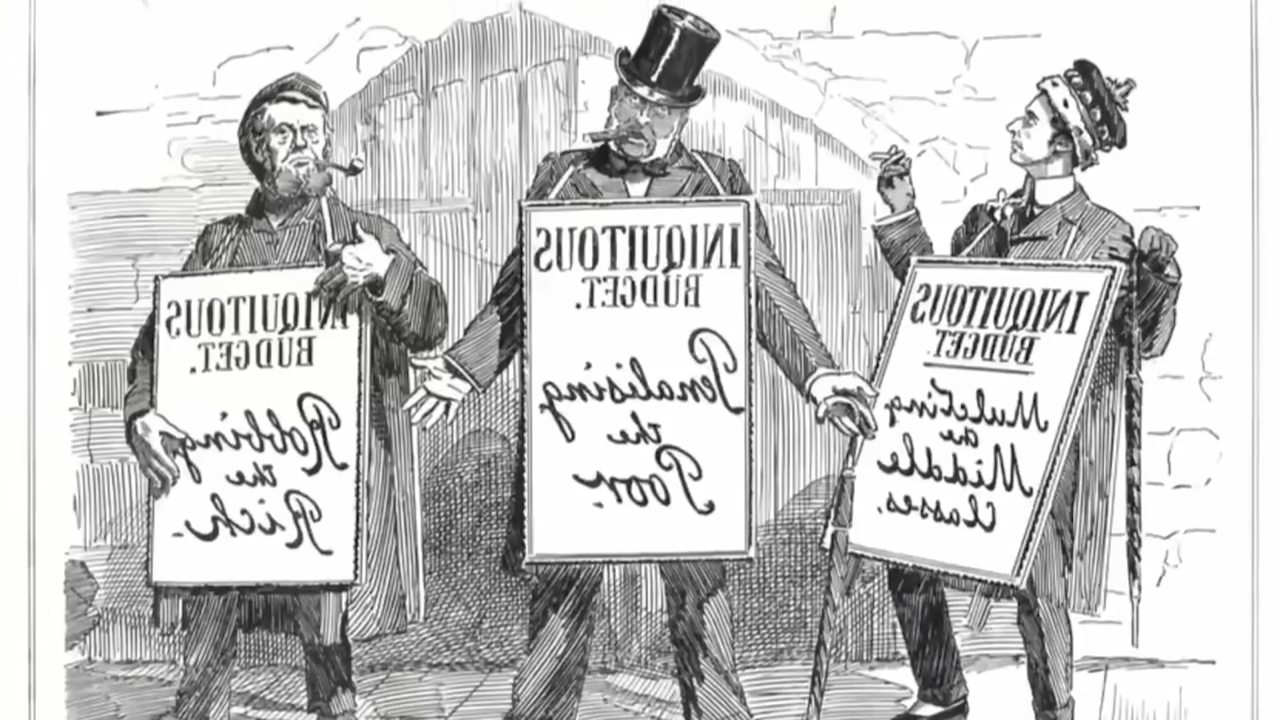 INIQUITOUS
BUDGET.
Robbing
the
Rich.
INIQUITOUS
BUDGET.
Penalising
the
Poor.
INIQUITOUS
BUDGET.
Mulcting
the
Middle
Classes.